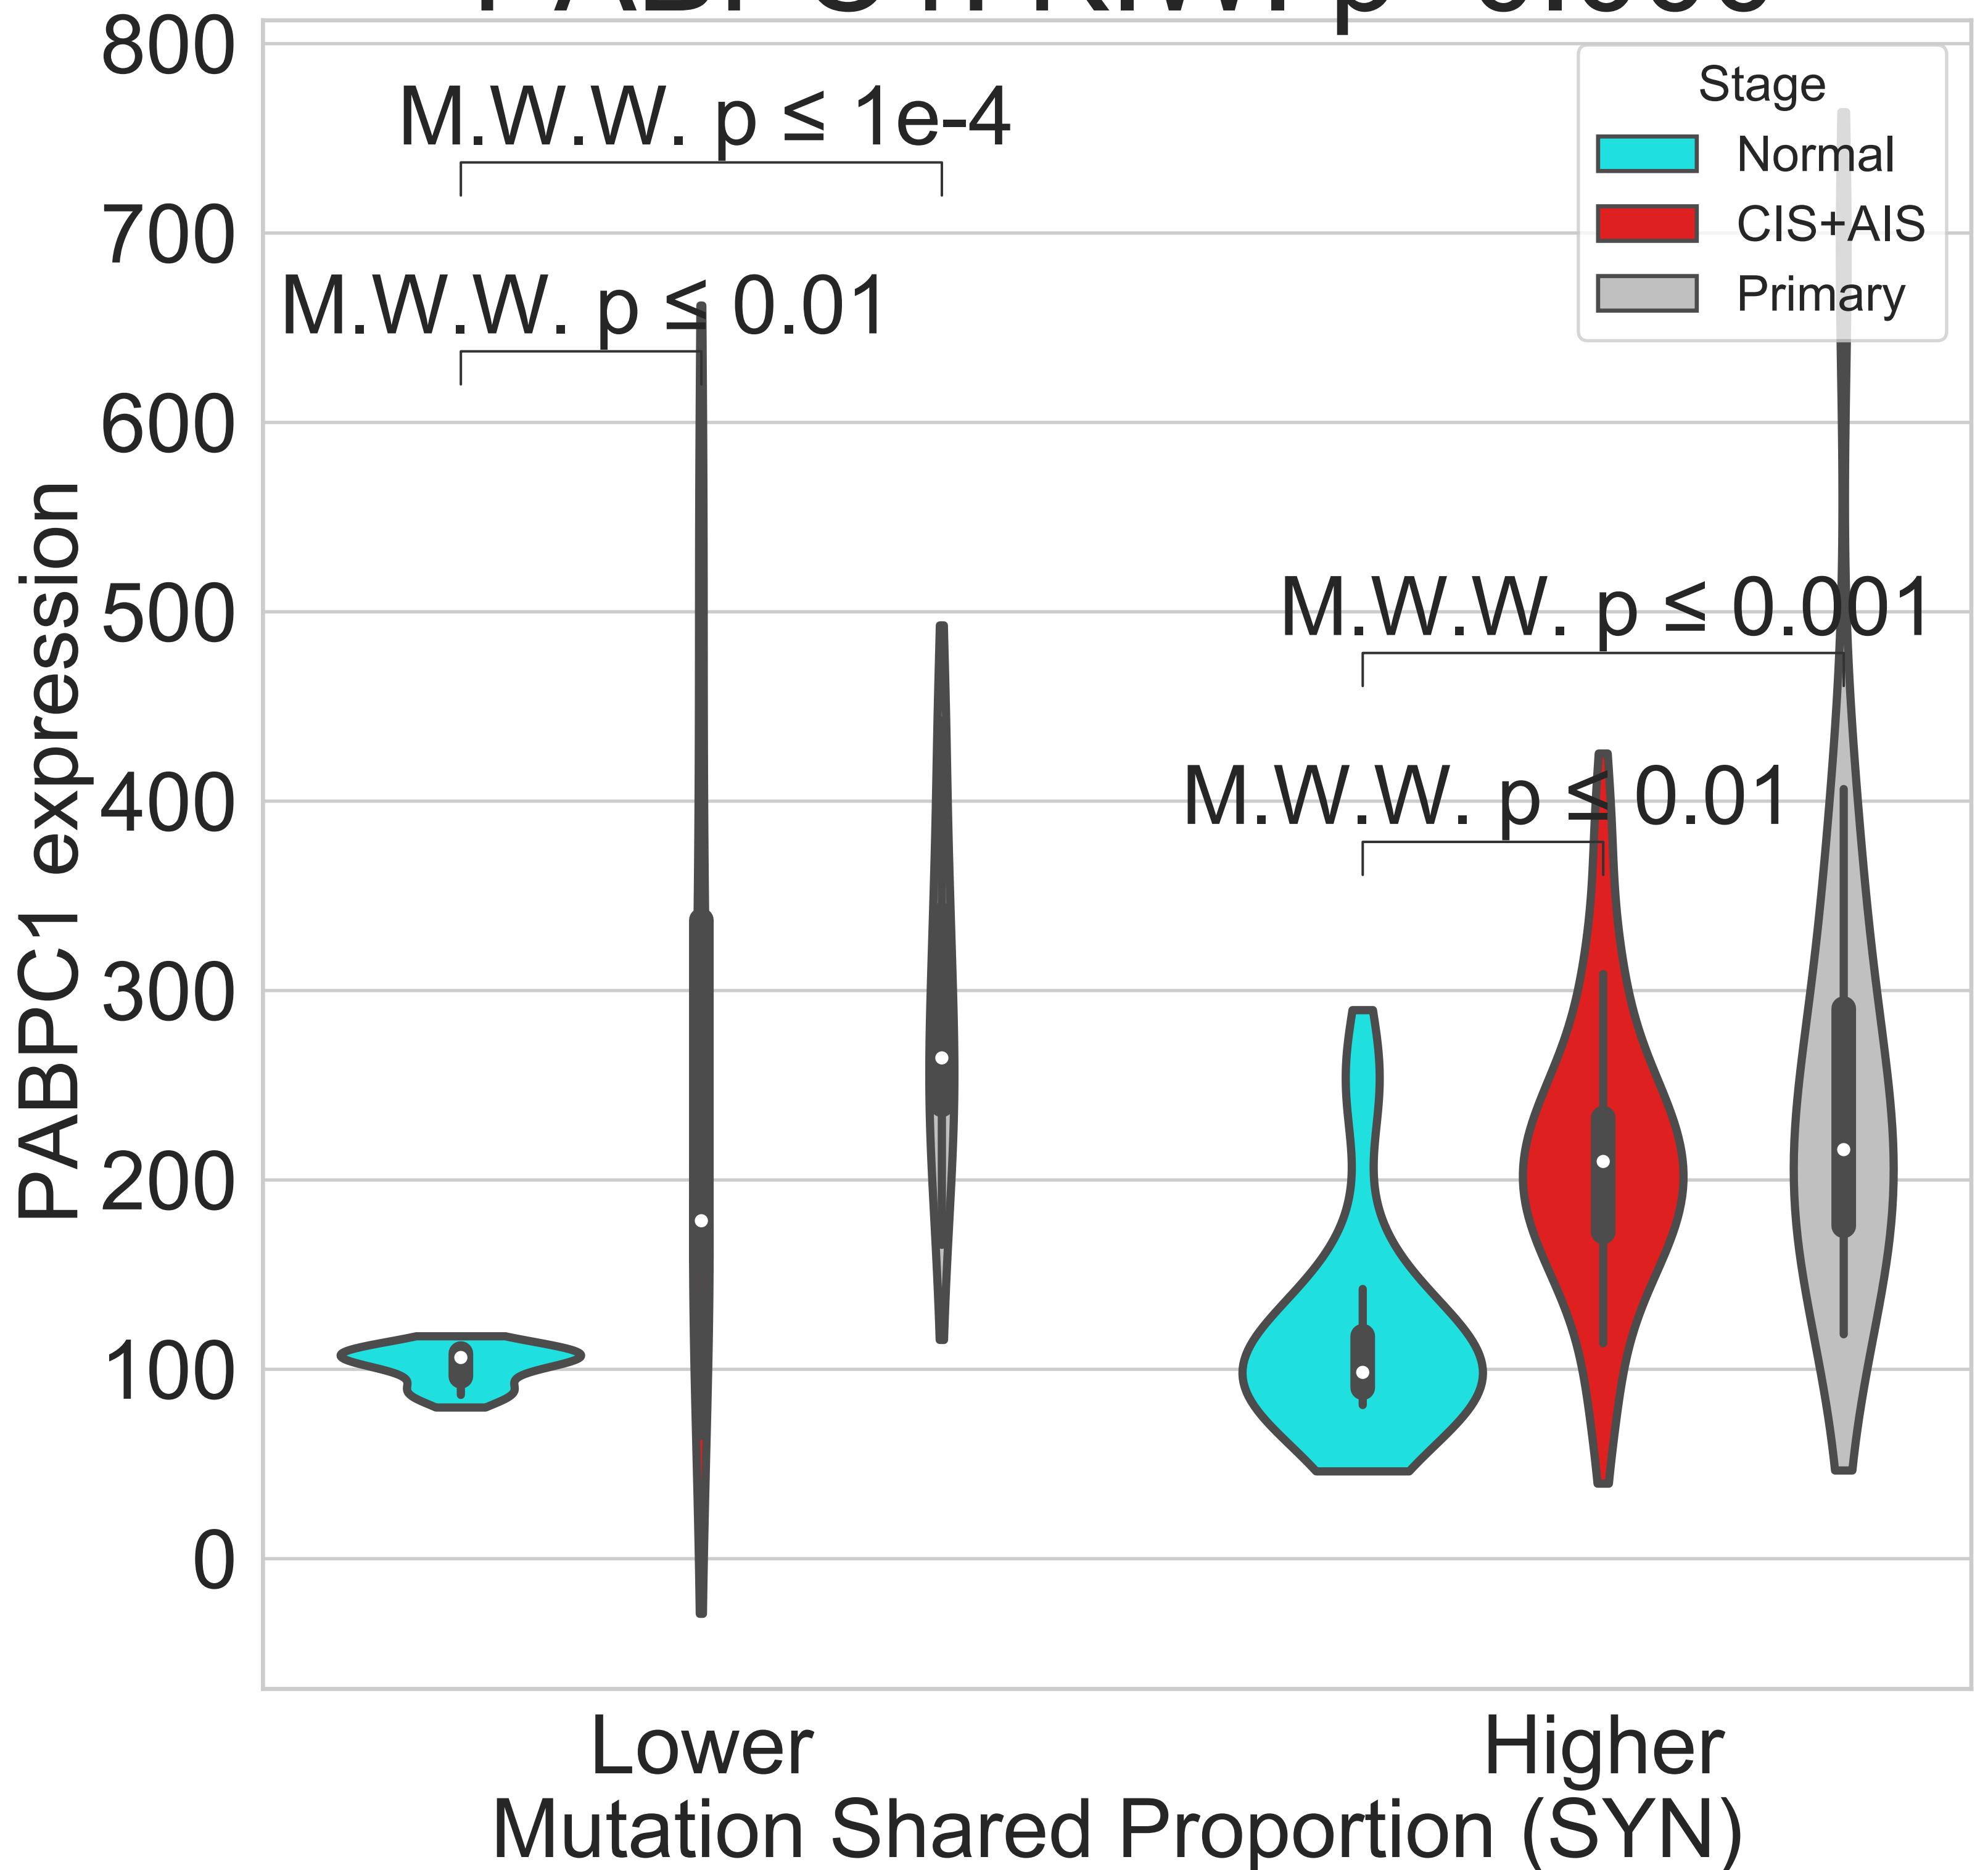 800
700
600
500
400
300
200
100
0
PABPC1 expression
M.W.W. p ≤ 1e-4
M.W.W. p ≤ 0.01
M.W.W. p ≤ 0.001
M.W.W. p ≤ 0.01
Stage
Normal
CIS+AIS
Primary
Lower
Higher
Mutation Shared Proportion (SYN)